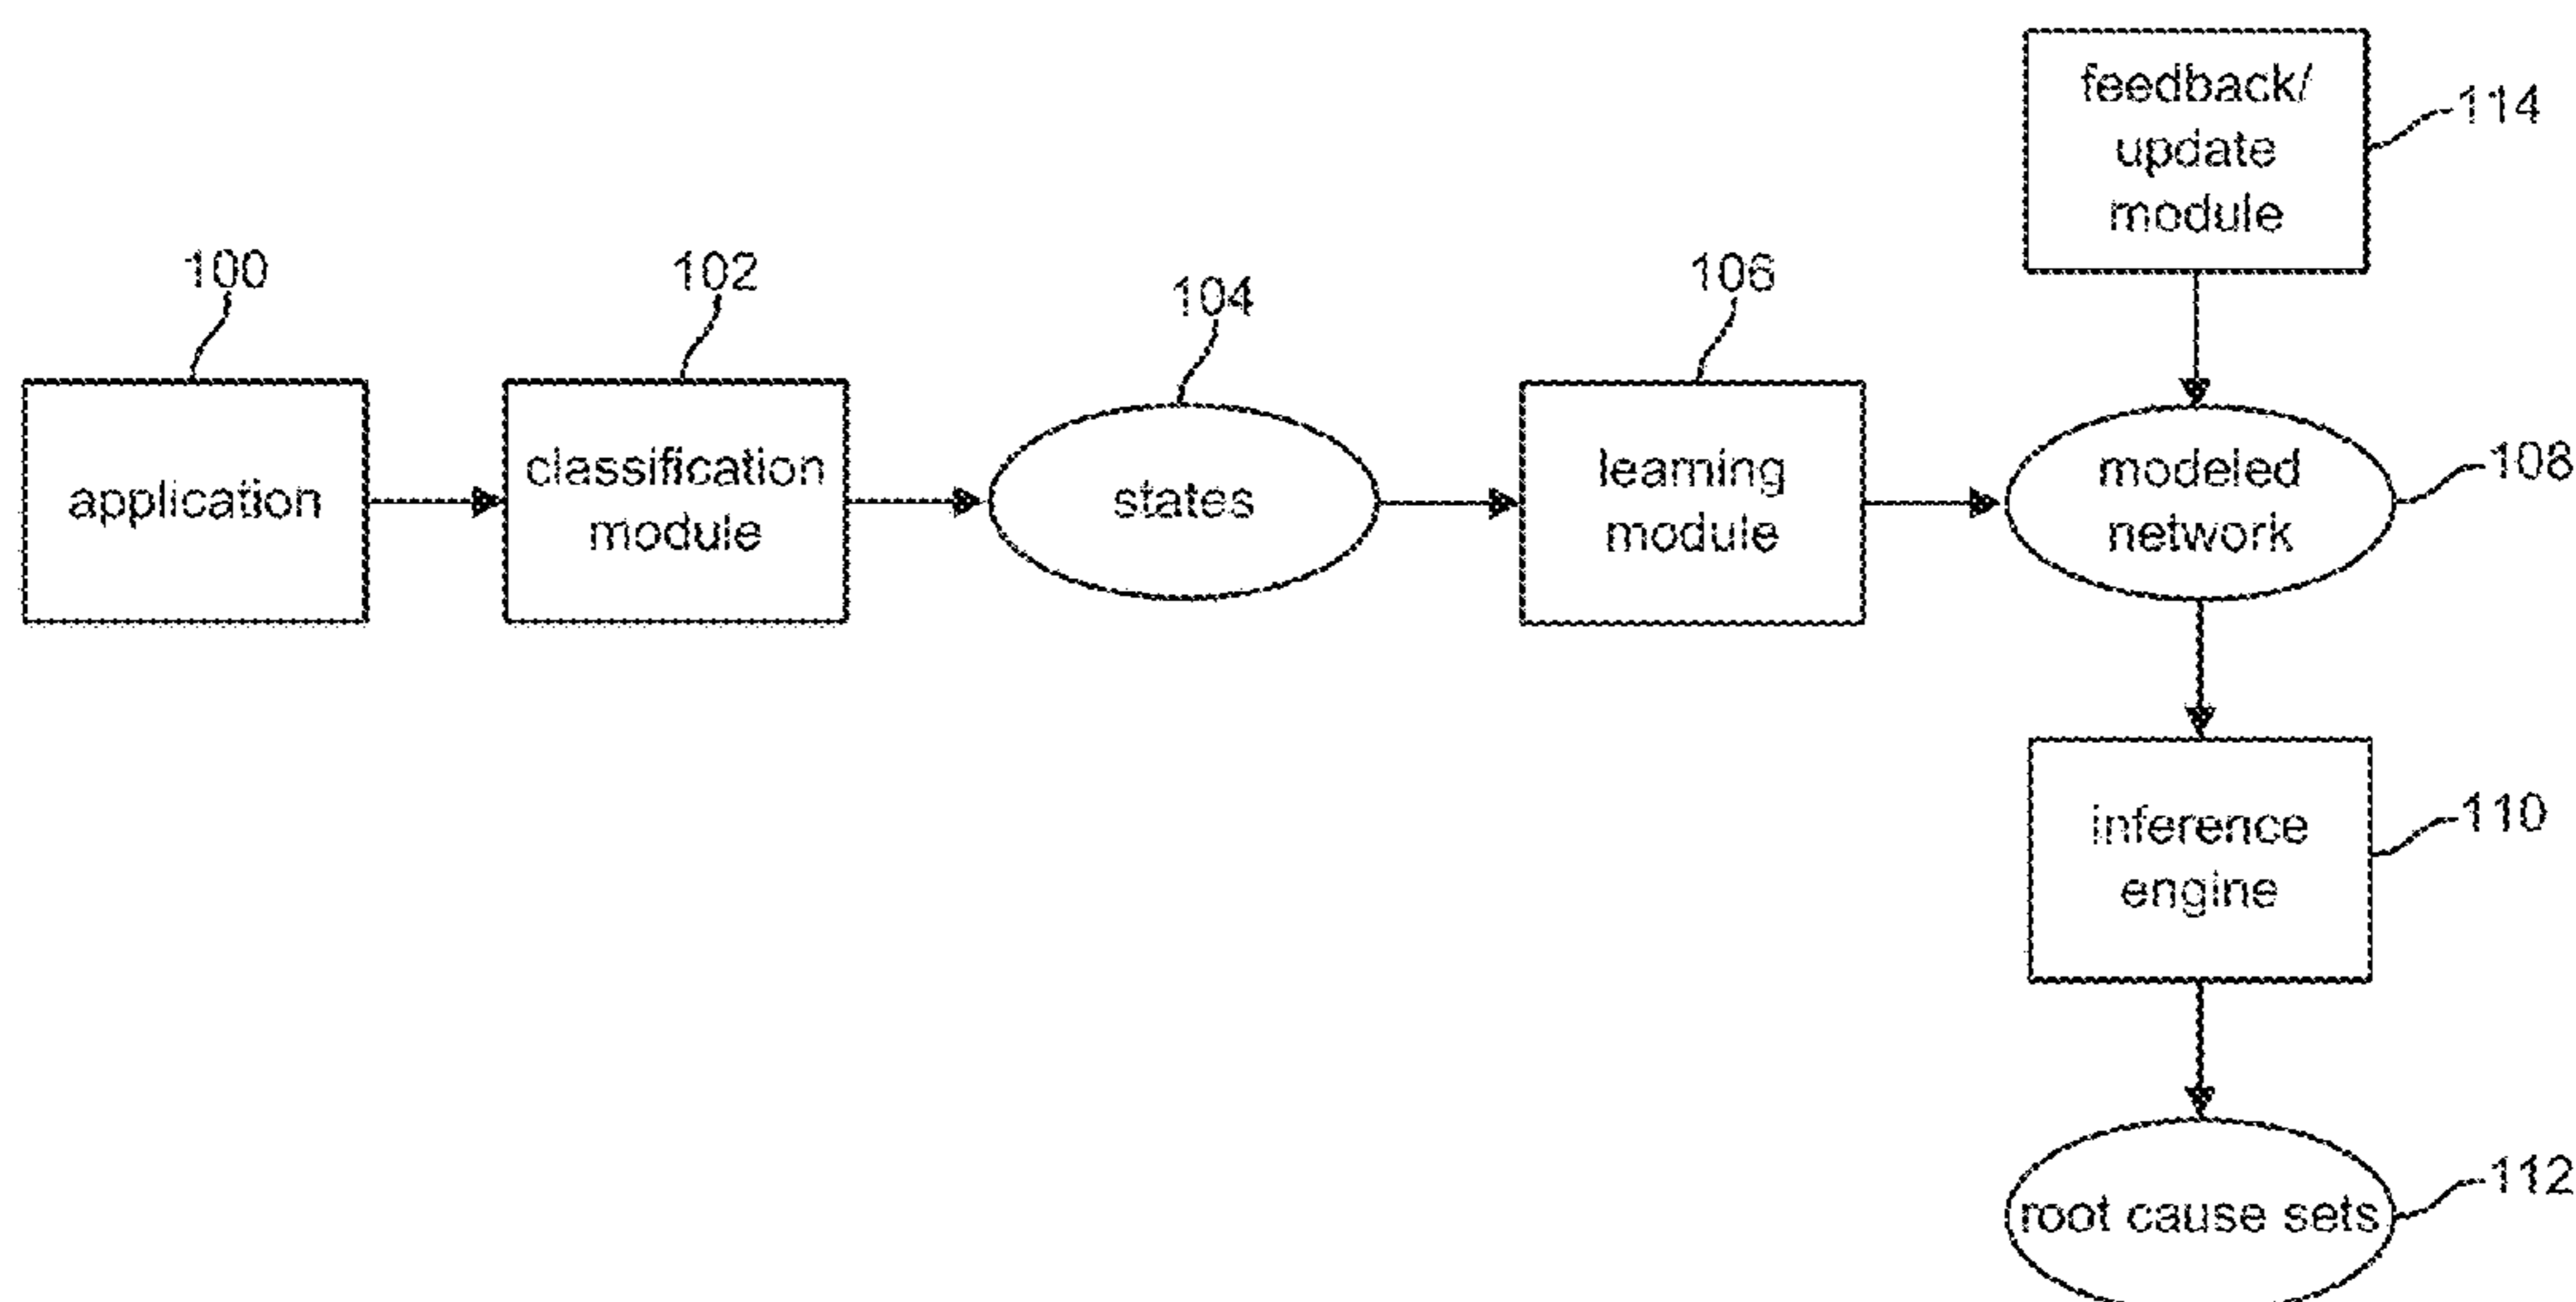 feedback/
update
module
114
100
102
104
106
application
classification
module
states
learning
module
modeled
network
108
inference
engine
110
root cause sets
112